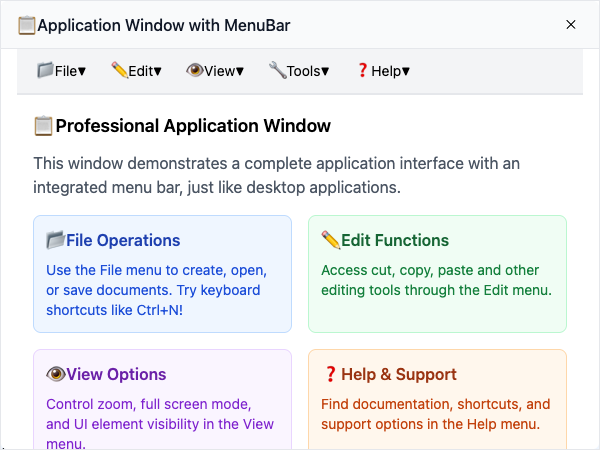 📋Application Window with MenuBar ×
📁File▾ ✏️Edit▾ 👁️View▾ 🔧Tools▾ ❓Help▾
📋Professional Application Window
This window demonstrates a complete application interface with an
integrated menu bar, just like desktop applications.
📁File Operations
Use the File menu to create, open,
or save documents. Try keyboard
shortcuts like Ctrl+N!
✏️Edit Functions
Access cut, copy, paste and other
editing tools through the Edit menu.
👁️View Options
Control zoom, full screen mode,
and UI element visibility in the View
menu.
❓Help & Support
Find documentation, shortcuts, and
support options in the Help menu.